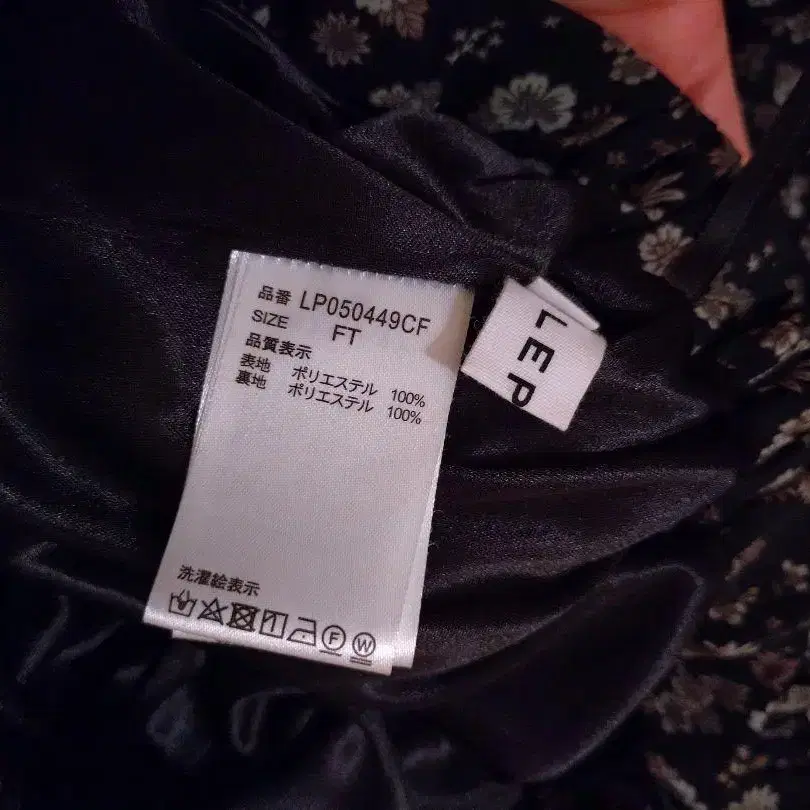 品番 LP050449CF
SIZE FT
品質表示
表地 ポリエステル 100%
裏地 ポリエステル 100%
洗濯絵表示
F W
LEP